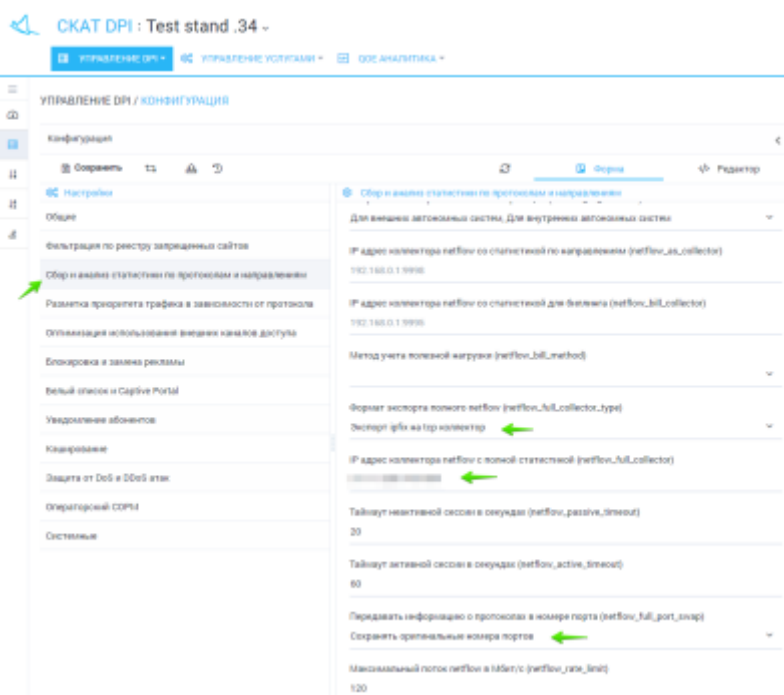 СКАТ DPI : Test stand .34
УПРАВЛЕНИЕ DPI УПРАВЛЕНИЕ УСЛУГАМИ QOE АНАЛИТИКА
УПРАВЛЕНИЕ DPI / КОНФИГУРАЦИЯ
Конфигурация
Сохранить Форма Редактор
Настройки
Общие
Фильтрация по реестру запрещенных сайтов
Сбор и анализ статистики по протоколам и направлениям
Разметка приоритета трафика в зависимости от протокола
Оптимизация использования внешних каналов доступа
Блокировка и замена рекламы
Белый список и Captive Portal
Уведомление абонентов
Кэширование
Защита от DoS и DDoS атак
Операторский СОРМ
Системные
Сбор и анализ статистики по протоколам и направлениям
Для внешних автономных систем, Для внутренних автономных систем
IP адрес коллектора netflow со статистикой по направлениям (netflow_as_collector)
192.168.0.1:9998
IP адрес коллектора netflow со статистикой для биллинга (netflow_bill_collector)
192.168.0.1:9996
Метод учета полезной нагрузки (netflow_bill_method)
Формат экспорта полного netflow (netflow_full_collector_type)
Экспорт ipfix на tcp коллектор
IP адрес коллектора netflow с полной статистикой (netflow_full_collector)
Таймаут неактивной сессии в секундах (netflow_passive_timeout)
20
Таймаут активной сессии в секундах (netflow_active_timeout)
60
Передавать информацию о протоколах в номере порта (netflow_full_port_swap)
Сохранять оригинальные номера портов
Максимальный поток netflow в Мбит/с (netflow_rate_limit)
120